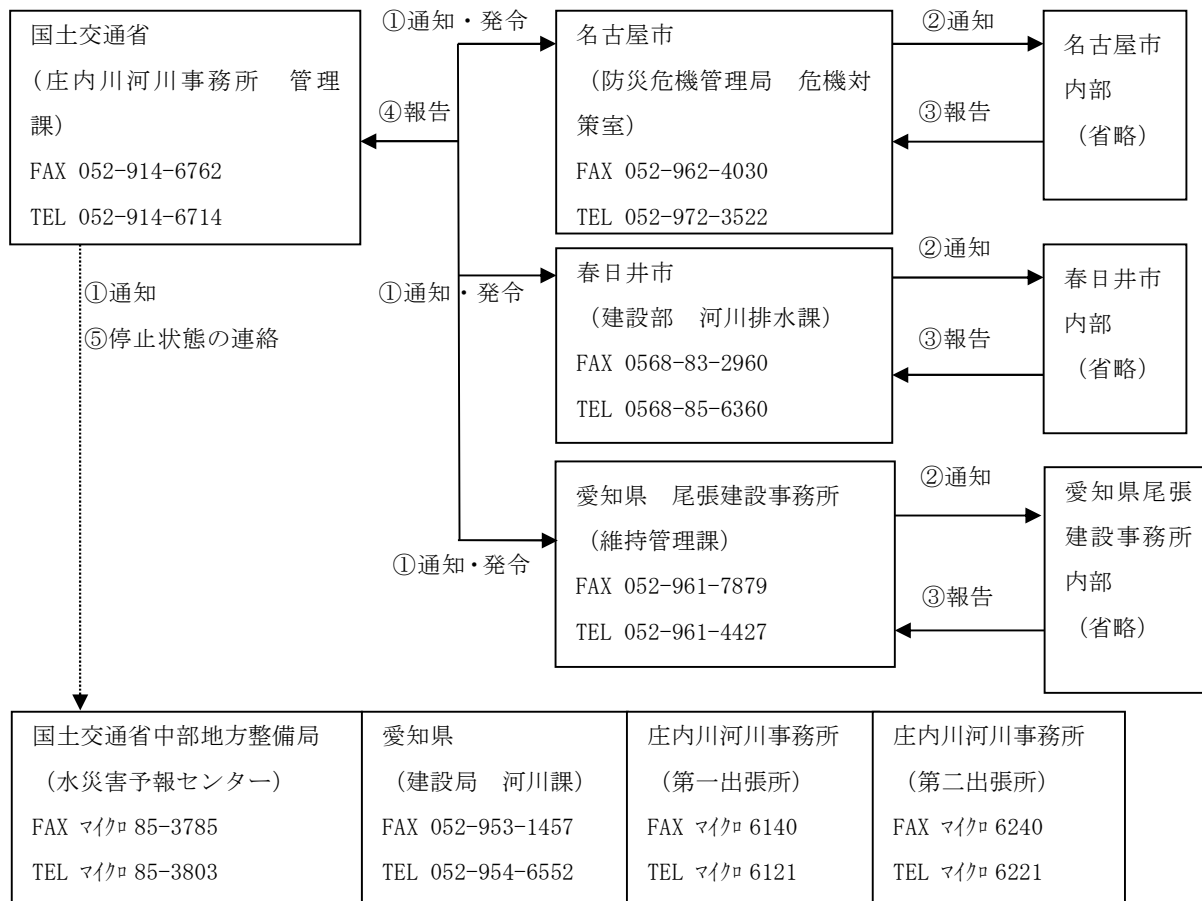 国土交通省
（庄内川河川事務所　管理
課）
FAX 052-914-6762
TEL 052-914-6714
①通知・発令
④報告
名古屋市
（防災危機管理局　危機対
策室）
FAX 052-962-4030
TEL 052-972-3522
②通知
③報告
名古屋市
内部
（省略）
①通知
⑤停止状態の連絡
①通知・発令
春日井市
（建設部　河川排水課）
FAX 0568-83-2960
TEL 0568-85-6360
②通知
③報告
春日井市
内部
（省略）
①通知・発令
愛知県　尾張建設事務所
（維持管理課）
FAX 052-961-7879
TEL 052-961-4427
②通知
③報告
愛知県尾張
建設事務所
内部
（省略）
国土交通省中部地方整備局
（水災害予報センター）
FAX ﾏｲｸﾛ 85-3785
TEL ﾏｲｸﾛ 85-3803
愛知県
（建設局　河川課）
FAX 052-953-1457
TEL 052-954-6552
庄内川河川事務所
（第一出張所）
FAX ﾏｲｸﾛ 6140
TEL ﾏｲｸﾛ 6121
庄内川河川事務所
（第二出張所）
FAX ﾏｲｸﾛ 6240
TEL ﾏｲｸﾛ 6221